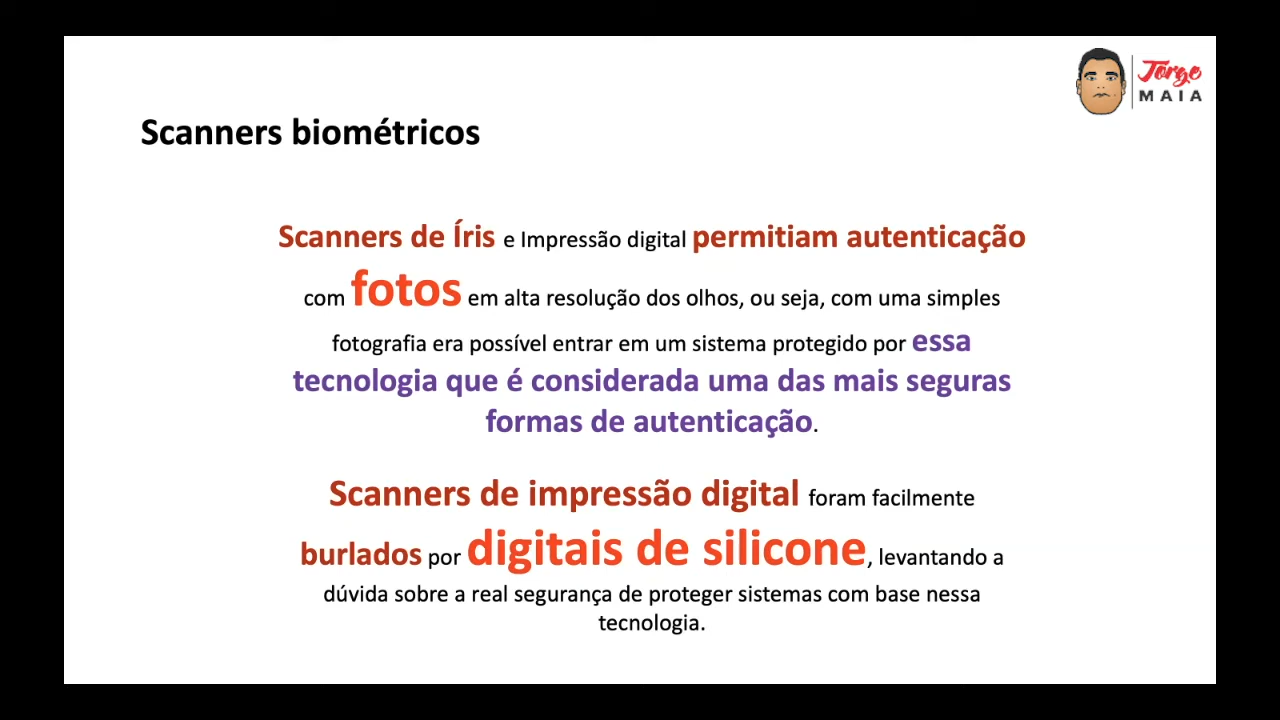 Jorge
MAIA
Scanners biométricos
Scanners de Íris e Impressão digital permitiam autenticação
com fotos em alta resolução dos olhos, ou seja, com uma simples
fotografia era possível entrar em um sistema protegido por essa
tecnologia que é considerada uma das mais seguras
formas de autenticação.
Scanners de impressão digital foram facilmente
burlados por digitais de silicone, levantando a
dúvida sobre a real segurança de proteger sistemas com base nessa
tecnologia.